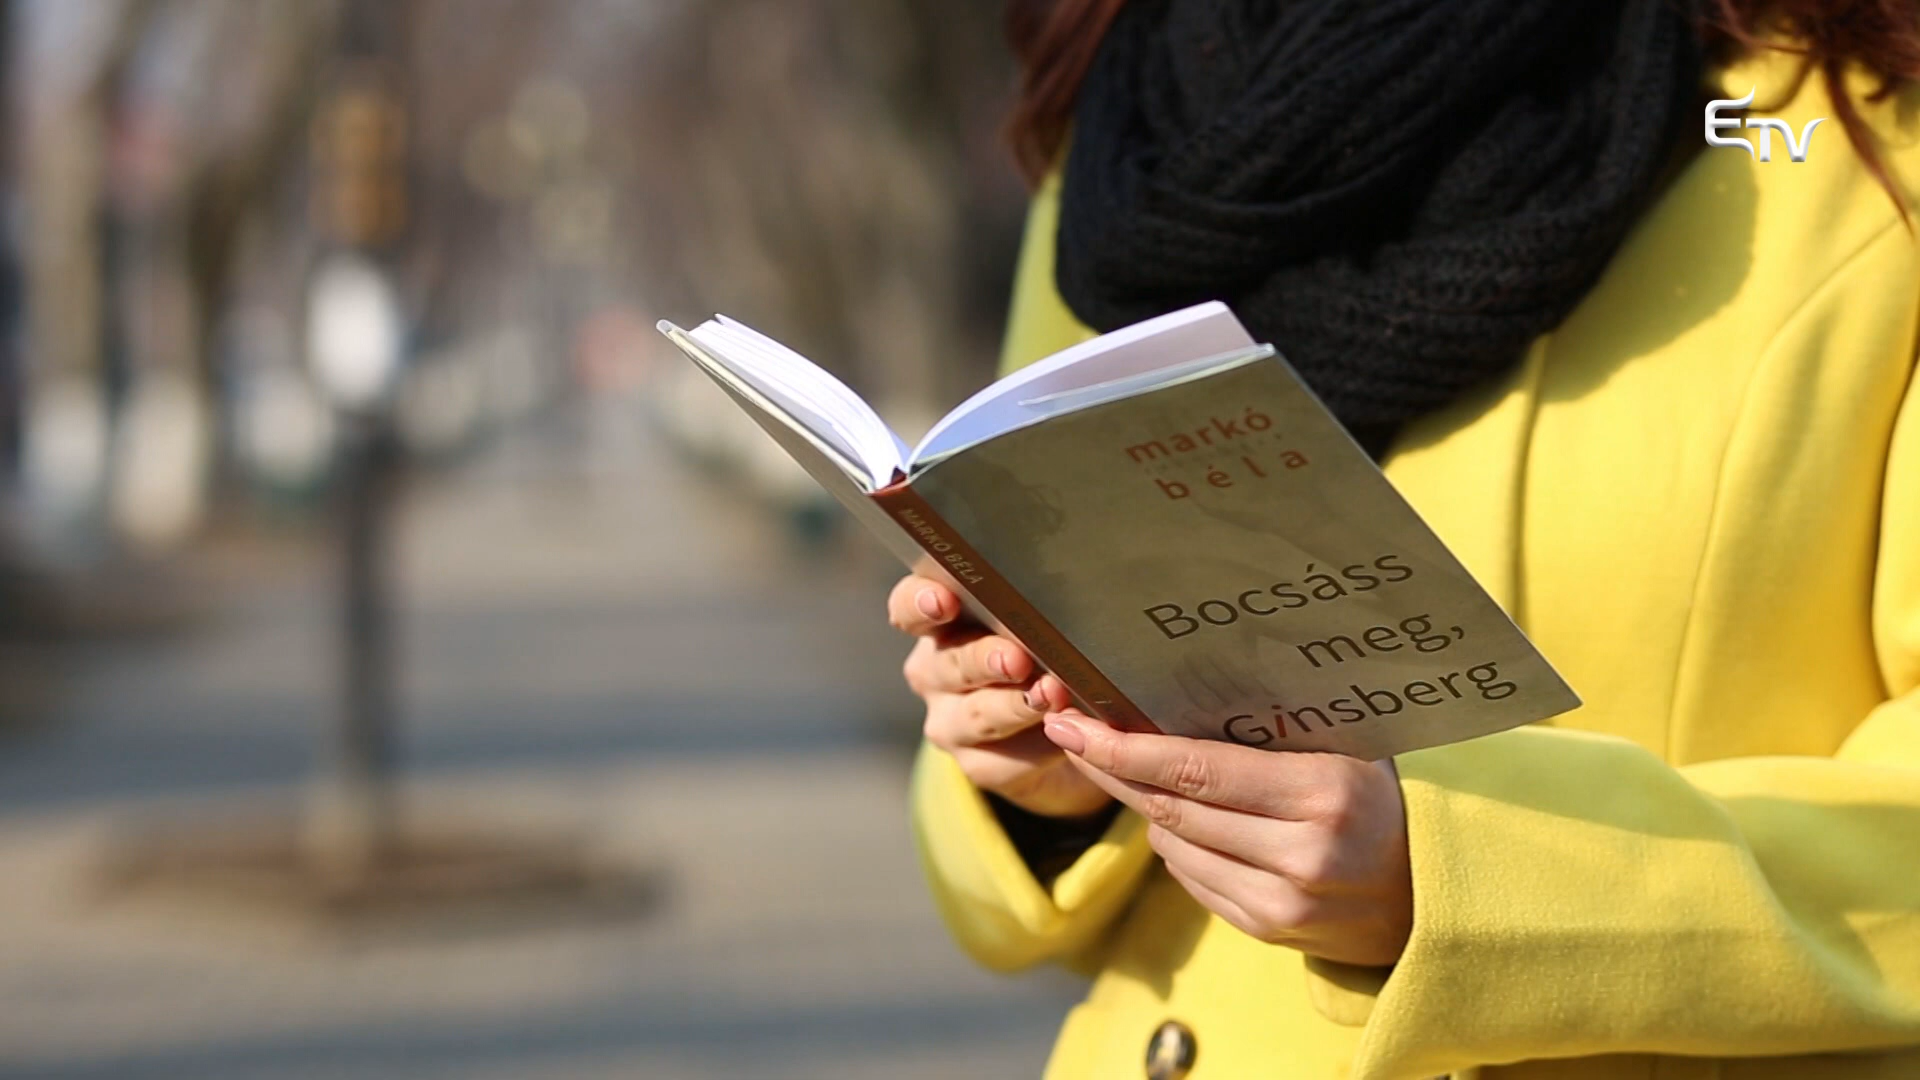 ETV
markó
béla
Bocsáss
meg,
Ginsberg
MARKÓ BÉLA